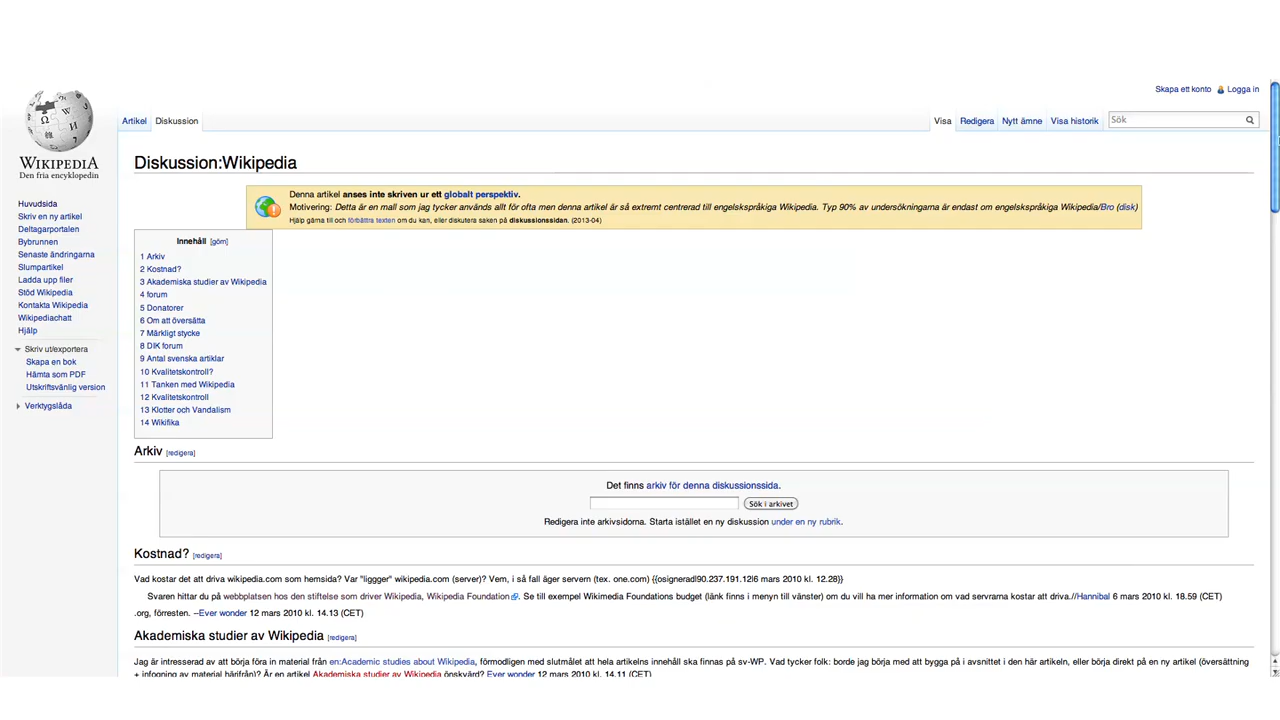 Skapa ett konto Logga in
Artikel Diskussion Visa Redigera Nytt ämne Visa historik Sök
WIKIPEDIA
Den fria encyklopedin
Huvudsida
Skriv en ny artikel
Deltagarportalen
Bybrunnen
Senaste ändringarna
Slumpartikel
Ladda upp filer
Stöd Wikipedia
Kontakta Wikipedia
Wikipediachatt
Hjälp
Skriv ut/exportera
Skapa en bok
Hämta som PDF
Utskriftsvänlig version
Verktygslåda
Diskussion:Wikipedia
Denna artikel anses inte skriven ur ett globalt perspektiv.
Motivering: Detta är en mall som jag tycker används allt för ofta men denna artikel är så extremt centrerad till engelskspråkiga Wikipedia. Typ 90% av undersökningarna är endast om engelskspråkiga Wikipedia/Bro (disk)
Hjälp gärna till och förbättra texten om du kan, eller diskutera saken på diskussionssidan. (2013-04)
Innehåll [göm]
1 Arkiv
2 Kostnad?
3 Akademiska studier av Wikipedia
4 forum
5 Donatorer
6 Om att översätta
7 Märkligt stycke
8 DIK forum
9 Antal svenska artiklar
10 Kvalitetskontroll?
11 Tanken med Wikipedia
12 Kvalitetskontroll
13 Klotter och Vandalism
14 Wikifika
Arkiv [redigera]
Det finns arkiv för denna diskussionssida.
Sök i arkivet
Redigera inte arkivsidorna. Starta istället en ny diskussion under en ny rubrik.
Kostnad? [redigera]
Vad kostar det att driva wikipedia.com som hemsida? Var "liggger" wikipedia.com (server)? Vem, i så fall äger servern (tex. one.com) {{osignerad|90.237.191.12|6 mars 2010 kl. 12.28}}
Svaren hittar du på webbplatsen hos den stiftelse som driver Wikipedia, Wikipedia Foundation. Se till exempel Wikimedia Foundations budget (länk finns i menyn till vänster) om du vill ha mer information om vad servrarna kostar att driva.//Hannibal 6 mars 2010 kl. 18.59 (CET)
.org, förresten. –Ever wonder 12 mars 2010 kl. 14.13 (CET)
Akademiska studier av Wikipedia [redigera]
Jag är intresserad av att börja föra in material från en:Academic studies about Wikipedia, förmodligen med slutmålet att hela artikelns innehåll ska finnas på sv-WP. Vad tycker folk: borde jag börja med att bygga på i avsnittet i den här artikeln, eller börja direkt på en ny artikel (översättning
+ infogning av material härifrån)? Är en artikel Akademiska studier av Wikipedia önskvärd? Ever wonder 12 mars 2010 kl. 14.11 (CET)